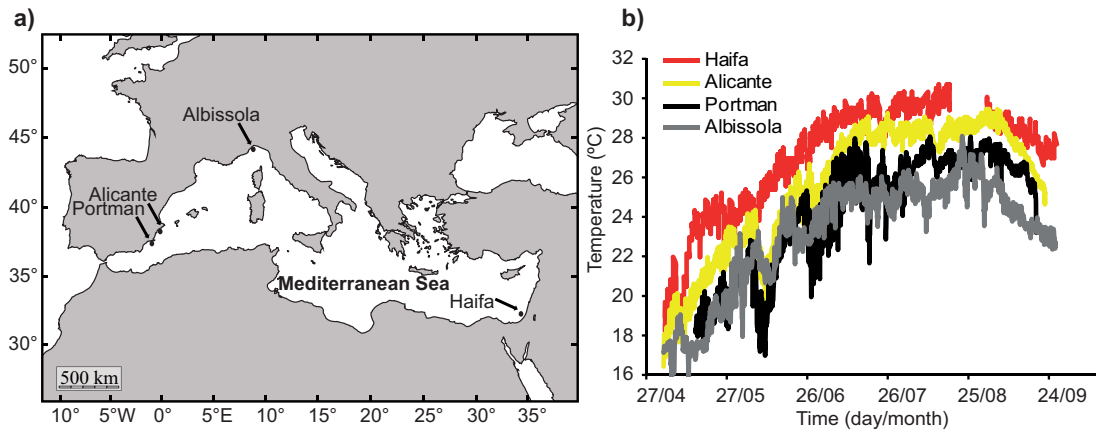 a)
50°
45°
40°
35°
30°
10°
5°W
0°
5°E
10°
15°
20°
25°
30°
35°
Albissola
Alicante
Portman
Mediterranean Sea
Haifa
500 km
b)
Haifa
Alicante
Portman
Albissola
Temperature (ºC)
32
30
28
26
24
22
20
18
16
27/04
27/05
26/06
26/07
25/08
24/09
Time (day/month)